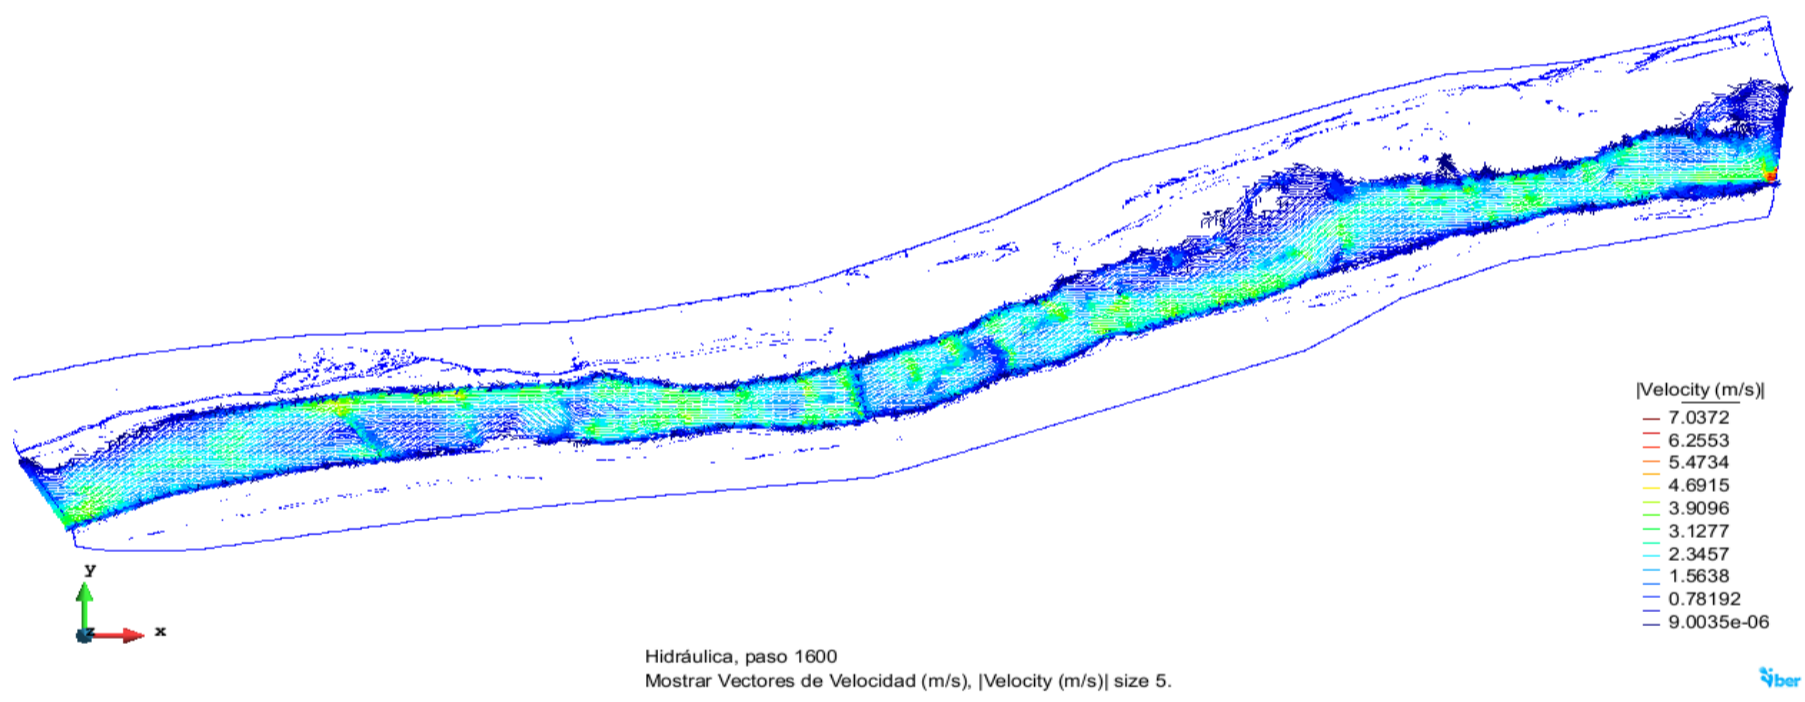 |Velocity (m/s)|
7.0372
6.2553
5.4734
4.6915
3.9096
3.1277
2.3457
1.5638
0.78192
9.0035e-06
y
z
x
Hidráulica, paso 1600
Mostrar Vectores de Velocidad (m/s), |Velocity (m/s)| size 5.
iber